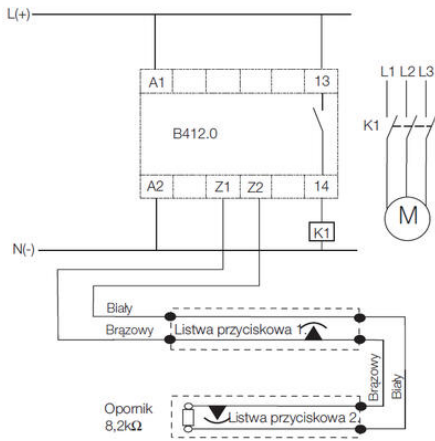 L(+)
A1 13
L1 L2 L3
B412.0
K1
A2 Z1 Z2 14
M
K1
N(-)
Biały
Brązowy
Listwa przyciskowa 1.
Brązowy
Biały
Opornik
8,2kΩ
Listwa przyciskowa 2.